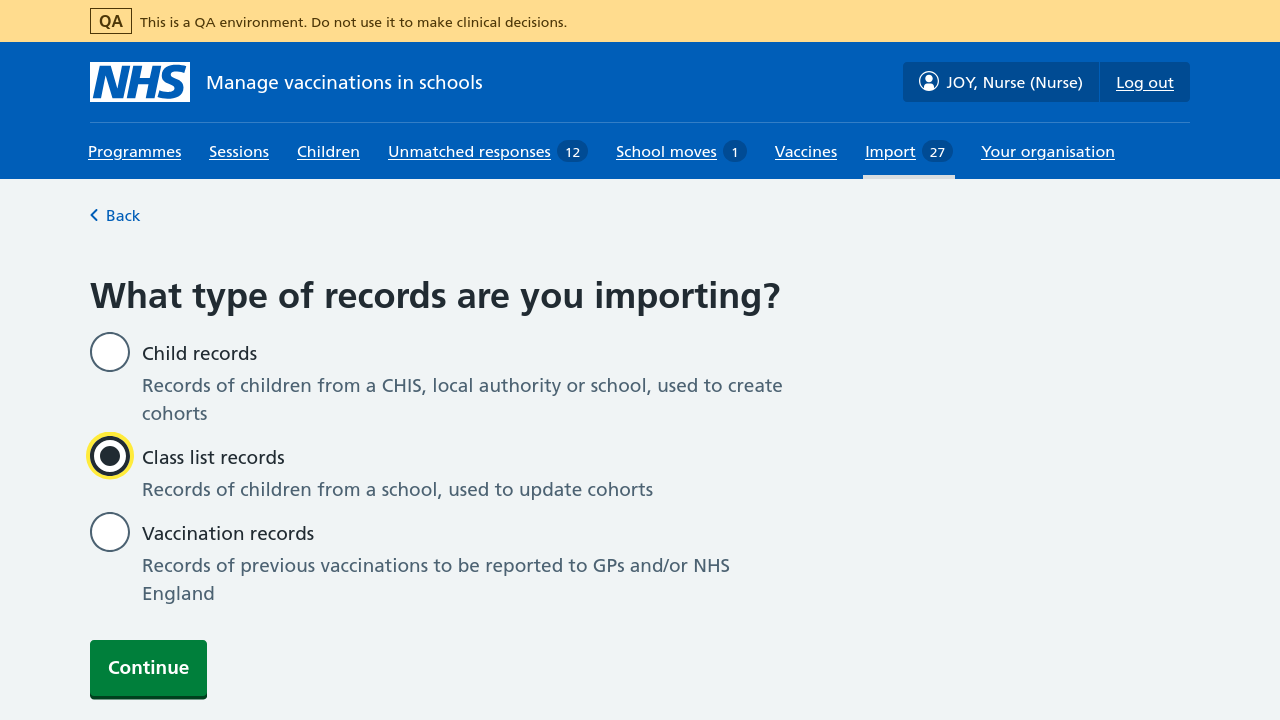 QA This is a QA environment. Do not use it to make clinical decisions.
NHS Manage vaccinations in schools JOY, Nurse (Nurse) Log out
Programmes Sessions Children Unmatched responses 12 School moves 1 Vaccines Import 27 Your organisation
Back
What type of records are you importing?
Child records
Records of children from a CHIS, local authority or school, used to create
cohorts
Class list records
Records of children from a school, used to update cohorts
Vaccination records
Records of previous vaccinations to be reported to GPs and/or NHS
England
Continue